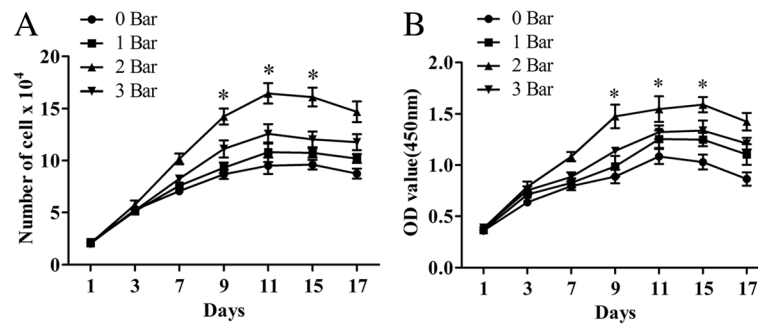 A
0 Bar
1 Bar
2 Bar
3 Bar
Number of cell x 10⁴
20
15
10
5
0
* * *
1 3 7 9 11 15 17
Days
B
0 Bar
1 Bar
2 Bar
3 Bar
OD value(450nm)
2.0
1.5
1.0
0.5
0.0
* * *
1 3 7 9 11 15 17
Days